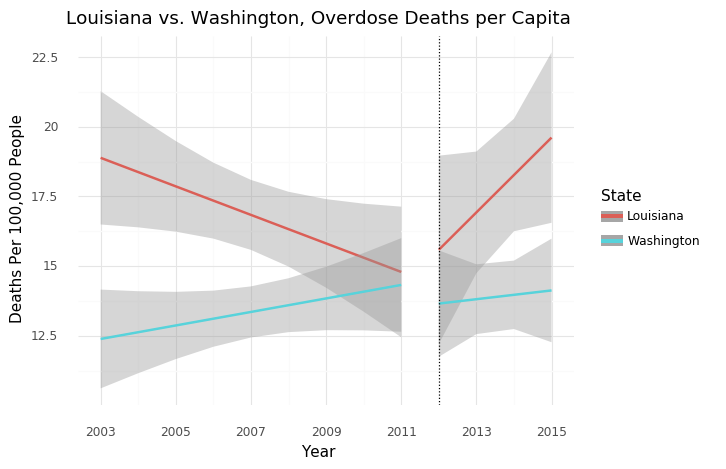 Louisiana vs. Washington, Overdose Deaths per Capita
Deaths Per 100,000 People
22.5
20
17.5
15
12.5
2003 2005 2007 2009 2011 2013 2015
Year
State
Louisiana
Washington